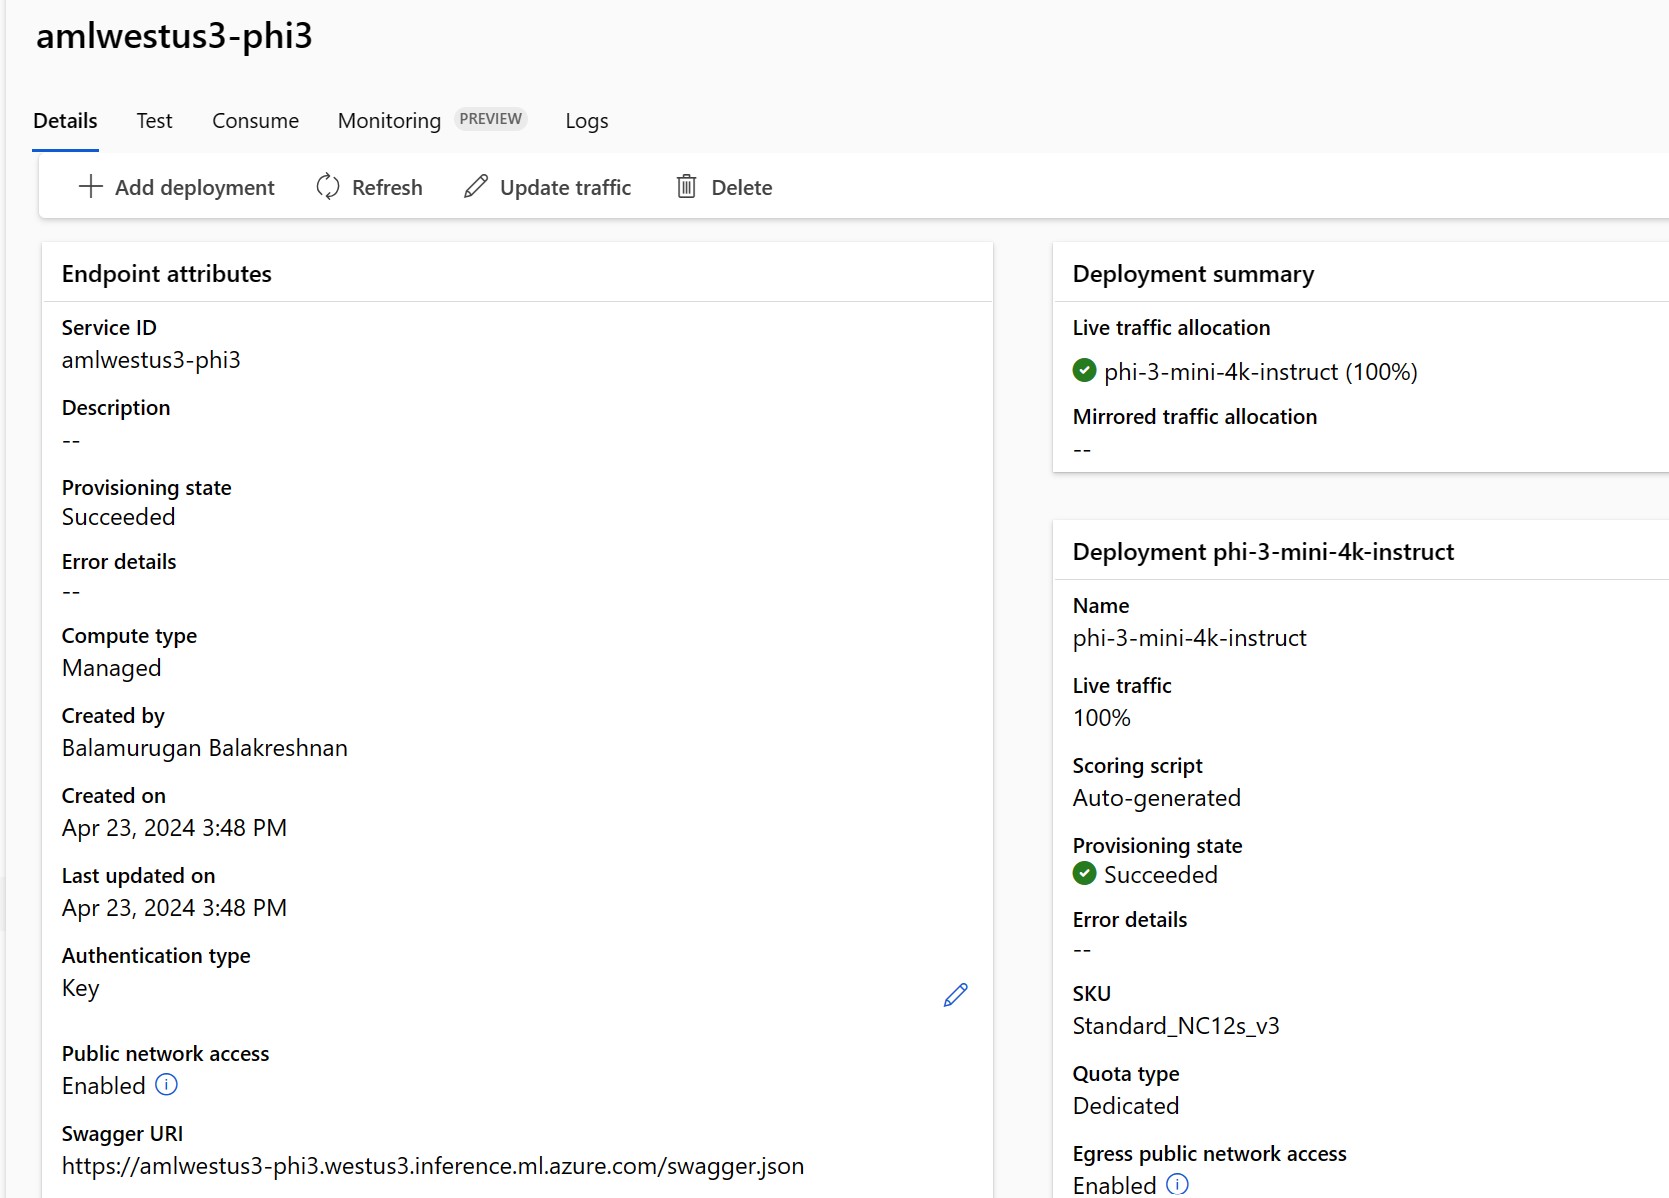 amlwestus3-phi3
Details Test Consume Monitoring PREVIEW Logs
Add deployment Refresh Update traffic Delete
Endpoint attributes
Service ID
amlwestus3-phi3
Description
--
Provisioning state
Succeeded
Error details
--
Compute type
Managed
Created by
Balamurugan Balakreshnan
Created on
Apr 23, 2024 3:48 PM
Last updated on
Apr 23, 2024 3:48 PM
Authentication type
Key
Public network access
Enabled
Swagger URI
https://amlwestus3-phi3.westus3.inference.ml.azure.com/swagger.json
Deployment summary
Live traffic allocation
phi-3-mini-4k-instruct (100%)
Mirrored traffic allocation
--
Deployment phi-3-mini-4k-instruct
Name
phi-3-mini-4k-instruct
Live traffic
100%
Scoring script
Auto-generated
Provisioning state
Succeeded
Error details
--
SKU
Standard_NC12s_v3
Quota type
Dedicated
Egress public network access
Enabled